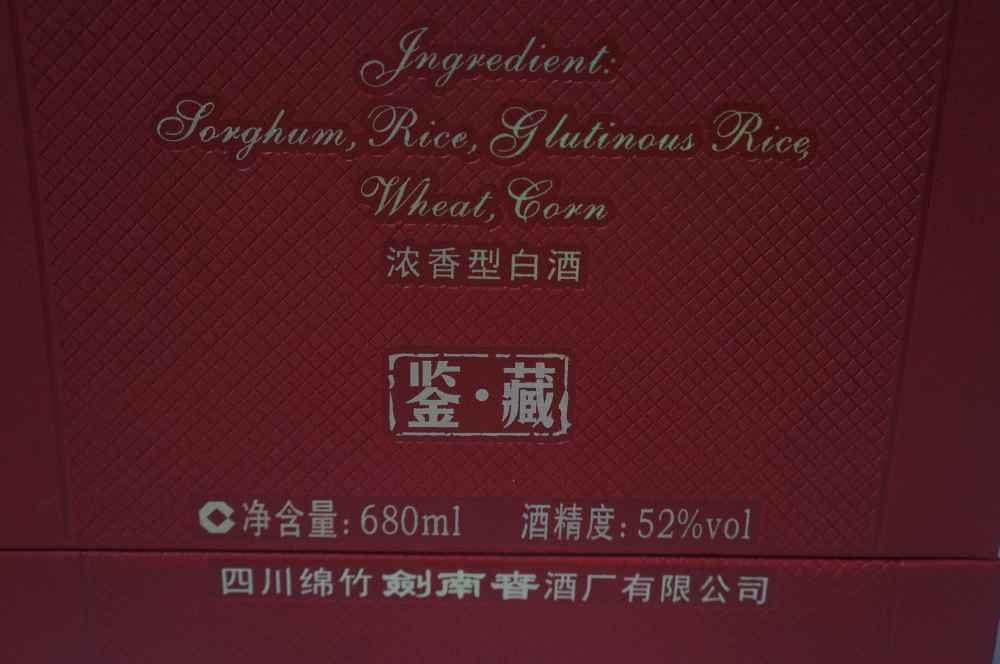 Ingredient:
Sorghum, Rice, Glutinous Rice,
Wheat, Corn
浓香型白酒
鉴·藏
净含量:680ml 酒精度:52%vol
四川绵竹劍南春酒厂有限公司